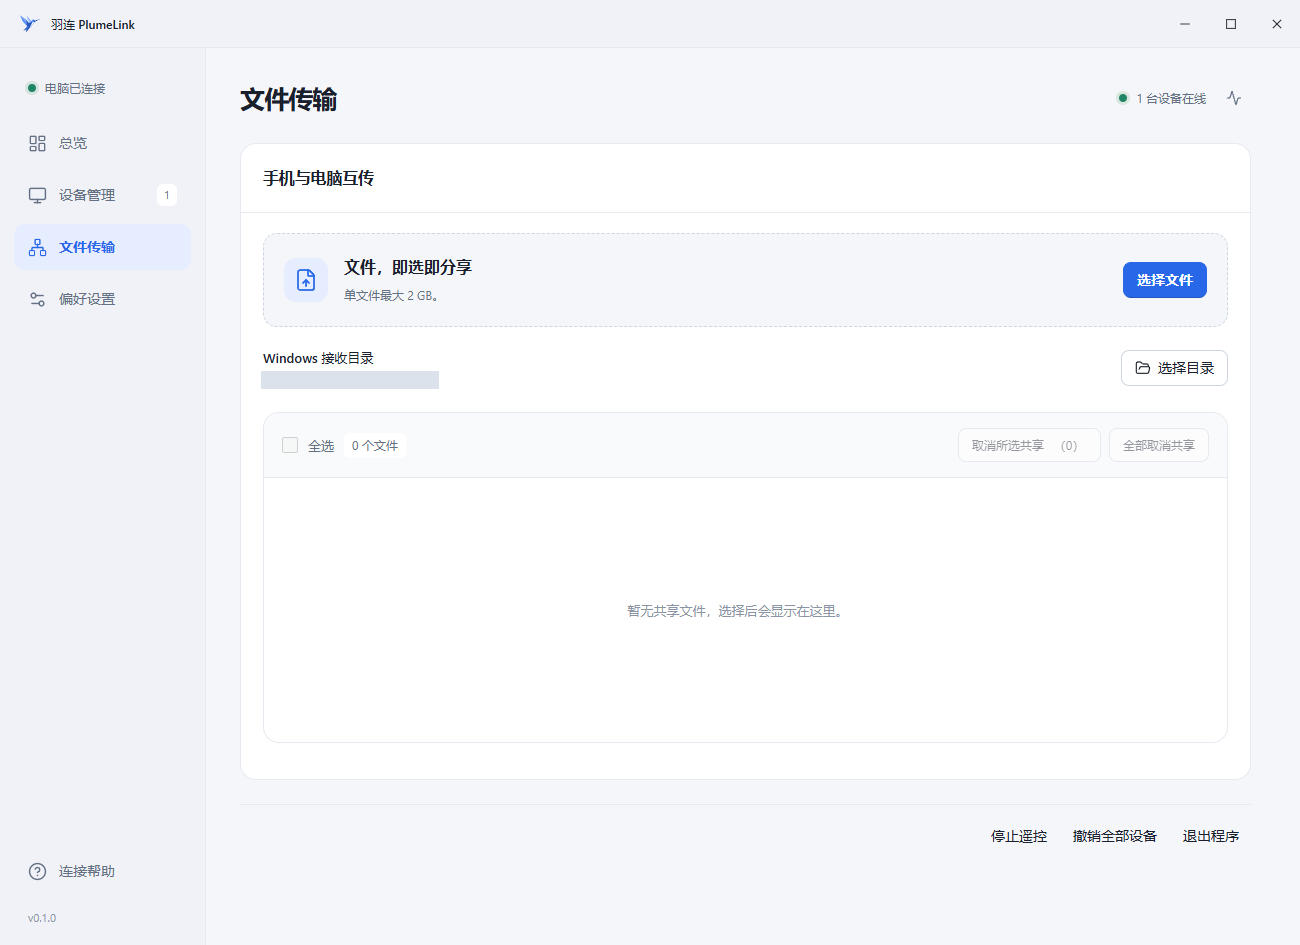 羽连 PlumeLink
电脑已连接
总览
设备管理 1
文件传输
偏好设置
连接帮助
v0.1.0
文件传输
1 台设备在线
手机与电脑互传
文件，即选即分享
单文件最大 2 GB。
选择文件
Windows 接收目录
选择目录
全选 0 个文件
取消所选共享 (0) 全部取消共享
暂无共享文件，选择后会显示在这里。
停止遥控 撤销全部设备 退出程序